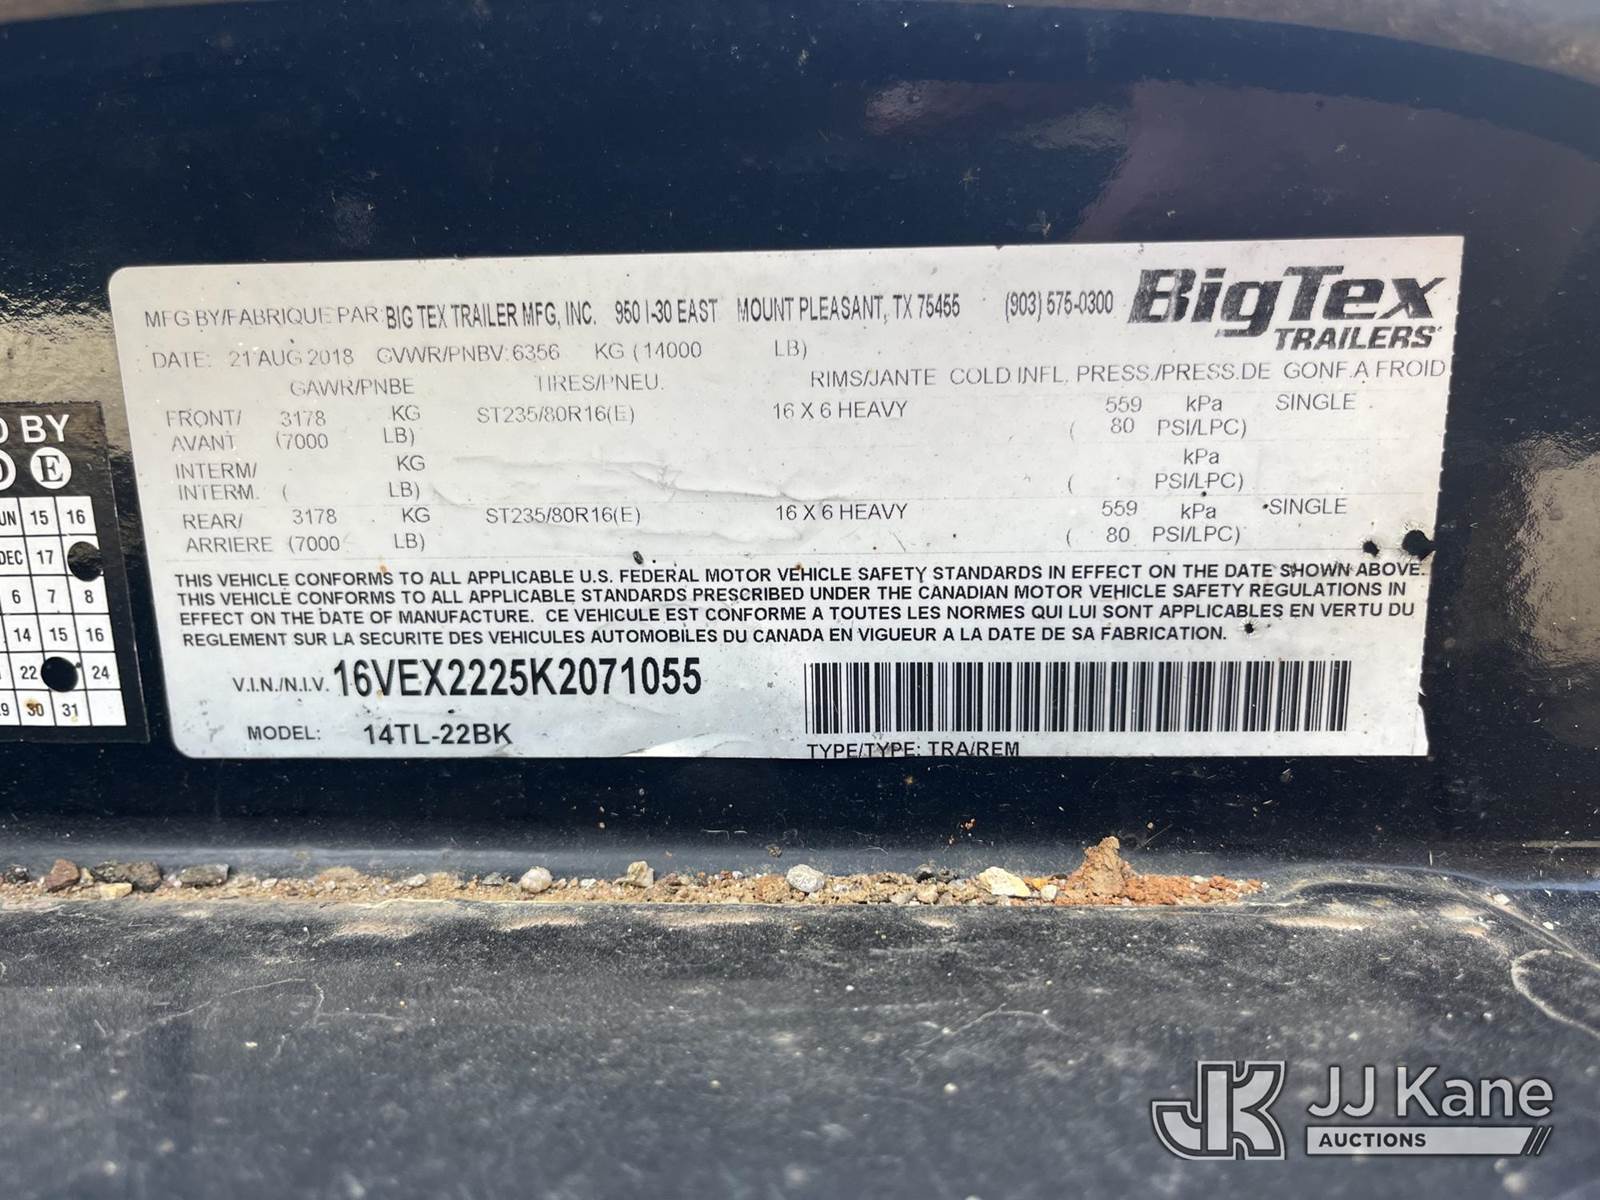 MFG BY/FABRIQUE PAR: BIG TEX TRAILER MFG, INC. 950 I-30 EAST MOUNT PLEASANT, TX 75455 (903) 575-0300
BigTex
TRAILERS
DATE: 21 AUG 2018 GVWR/PNBV: 6356 KG (14000 LB)
GAWR/PNBE TIRES/PNEU. RIMS/JANTE COLD INFL. PRESS./PRESS.DE GONF.A FROID
FRONT/ 3178 KG ST235/80R16(E) 16 X 6 HEAVY 559 kPa SINGLE
AVANT (7000 LB) ( 80 PSI/LPC)
INTERM/ KG kPa
INTERM. ( LB) ( PSI/LPC)
REAR/ 3178 KG ST235/80R16(E) 16 X 6 HEAVY 559 kPa SINGLE
ARRIERE (7000 LB) ( 80 PSI/LPC)
THIS VEHICLE CONFORMS TO ALL APPLICABLE U.S. FEDERAL MOTOR VEHICLE SAFETY STANDARDS IN EFFECT ON THE DATE SHOWN ABOVE.
THIS VEHICLE CONFORMS TO ALL APPLICABLE STANDARDS PRESCRIBED UNDER THE CANADIAN MOTOR VEHICLE SAFETY REGULATIONS IN
EFFECT ON THE DATE OF MANUFACTURE. CE VEHICULE EST CONFORME A TOUTES LES NORMES QUI LUI SONT APPLICABLES EN VERTU DU
REGLEMENT SUR LA SECURITE DES VEHICULES AUTOMOBILES DU CANADA EN VIGUEUR A LA DATE DE SA FABRICATION.
V.I.N./N.I.V. 16VEX2225K2071055
MODEL: 14TL-22BK
TYPE/TYPE: TRA/REM
BY
E
15 16
DEC 17
6 7 8
14 15 16
22 24
30 31
JK JJ Kane
AUCTIONS